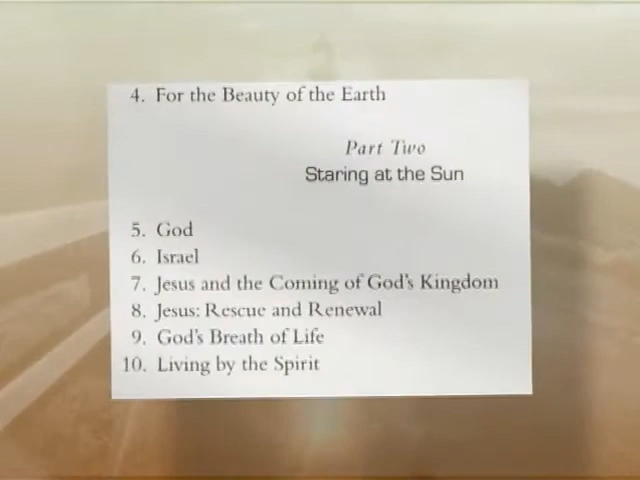 4. For the Beauty of the Earth
Part Two
Staring at the Sun
5. God
6. Israel
7. Jesus and the Coming of God's Kingdom
8. Jesus: Rescue and Renewal
9. God's Breath of Life
10. Living by the Spirit